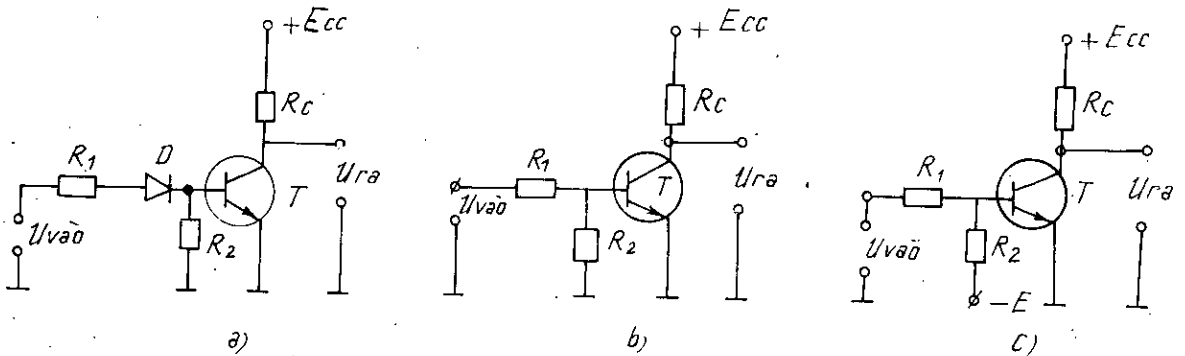 + Ecc
Rc
R1
D
T
Ura
Uvào
R2
a)
+ Ecc
Rc
R1
T
Ura
Uvào
R2
b)
+ Ecc
Rc
R1
T
Ura
Uvào
R2
-E
c)